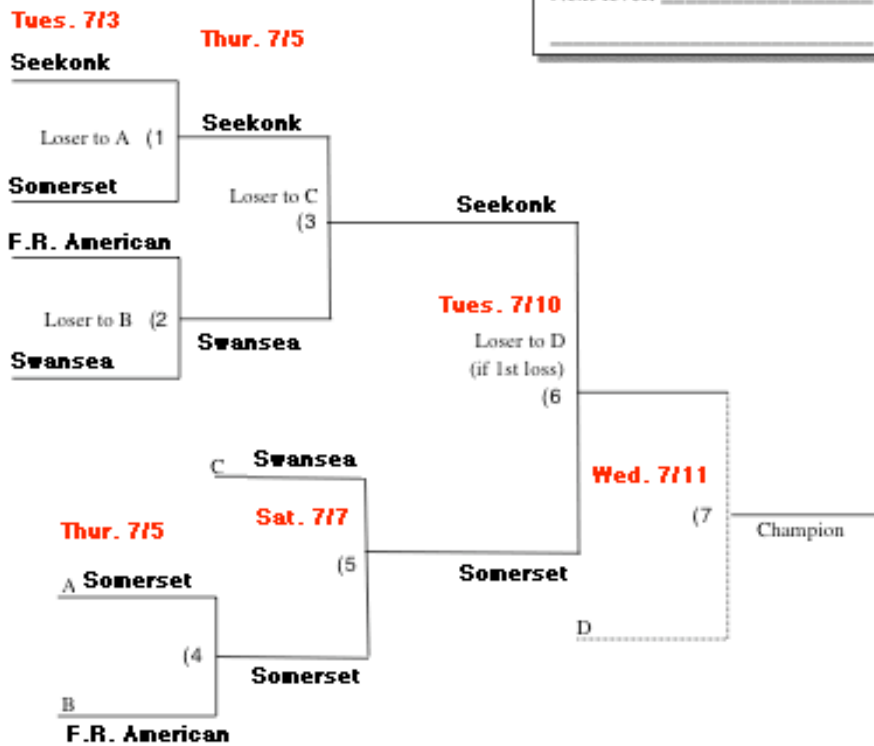 Tues. 7/3
Thur. 7/5
Seekonk
Loser to A (1
Seekonk
Somerset
Loser to C
(3
Seekonk
F.R. American
Loser to B (2
Swansea
Swansea
Tues. 7/10
Loser to D
(if 1st loss)
(6
C Swansea
Wed. 7/11
Thur. 7/5
Sat. 7/7
(7
Champion
(5
A Somerset
Somerset
D
(4
Somerset
B
F.R. American